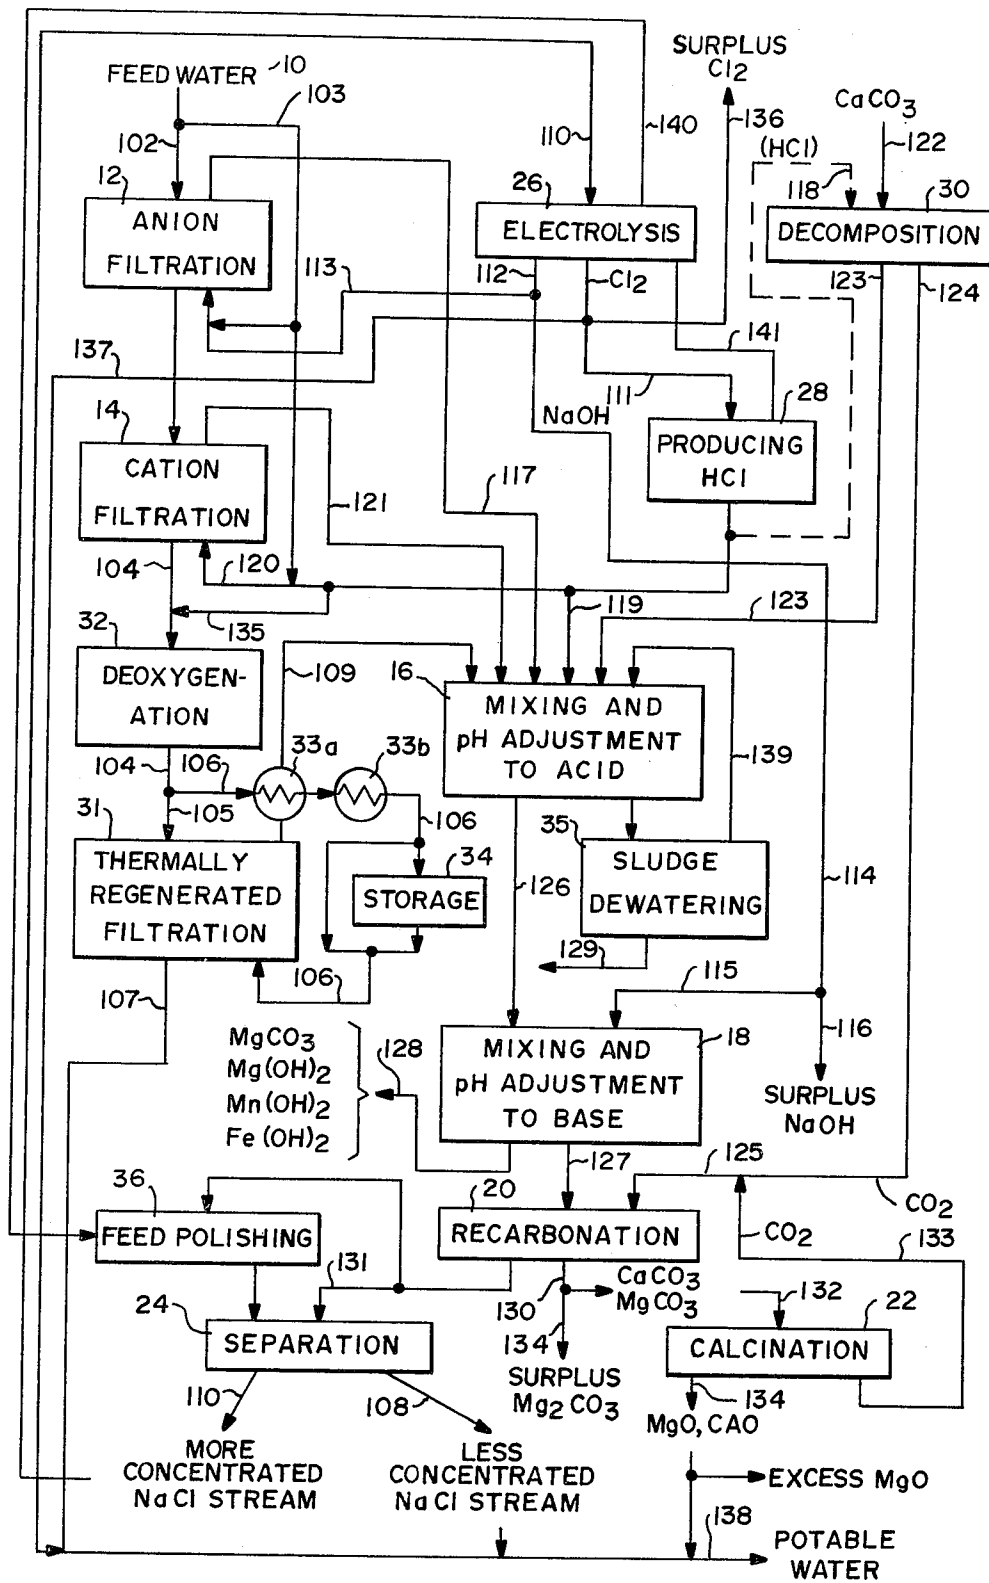 SURPLUS
Cl2
FEED WATER
10
103
102
110
140
136
CaCO3
122
(HCl)
118
12
ANION
FILTRATION
26
ELECTROLYSIS
30
DECOMPOSITION
113
112
Cl2
123
124
137
141
111
14
CATION
FILTRATION
NaOH
28
PRODUCING
HCl
121
117
104
120
119
123
135
32
DEOXYGEN-
ATION
109
16
MIXING AND
pH ADJUSTMENT
TO ACID
139
33a
33b
104
106
105
106
31
THERMALLY
REGENERATED
FILTRATION
34
STORAGE
126
35
SLUDGE
DEWATERING
114
129
106
107
115
116
MgCO3
Mg(OH)2
Mn(OH)2
Fe(OH)2
128
18
MIXING AND
pH ADJUSTMENT
TO BASE
SURPLUS
NaOH
127
125
36
FEED POLISHING
20
RECARBONATION
CO2
CO2
133
131
130
CaCO3
MgCO3
132
24
SEPARATION
134
22
CALCINATION
SURPLUS
Mg2CO3
110
108
134
MgO, CAO
MORE
CONCENTRATED
NaCl STREAM
LESS
CONCENTRATED
NaCl STREAM
EXCESS MgO
138
POTABLE
WATER